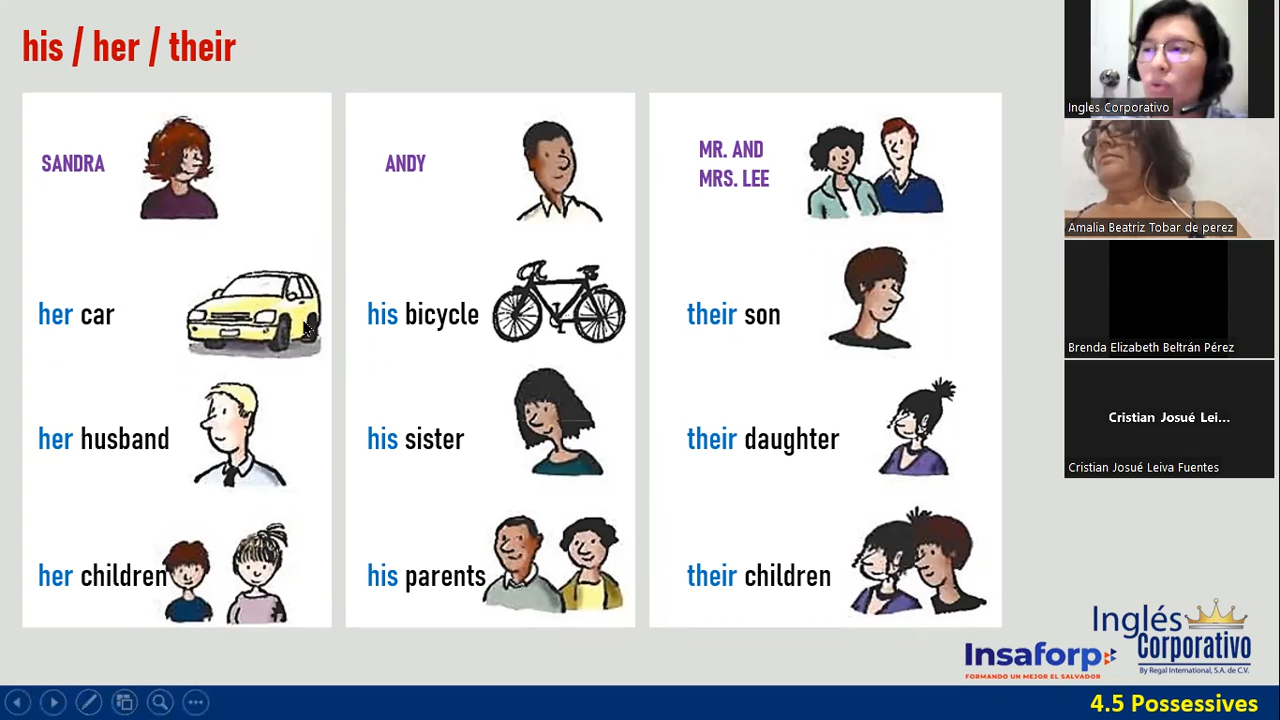 his / her / their
SANDRA
her car
her husband
her children
ANDY
his bicycle
his sister
his parents
MR. AND
MRS. LEE
their son
their daughter
their children
Ingles Corporativo
Amalia Beatriz Tobar de perez
Brenda Elizabeth Beltrán Pérez
Cristian Josué Lei...
Cristian Josué Leiva Fuentes
Insaforp
FORMANDO UN MEJOR EL SALVADOR
Inglés
Corporativo
By Regal International, S.A. de C.V.
4.5 Possessives